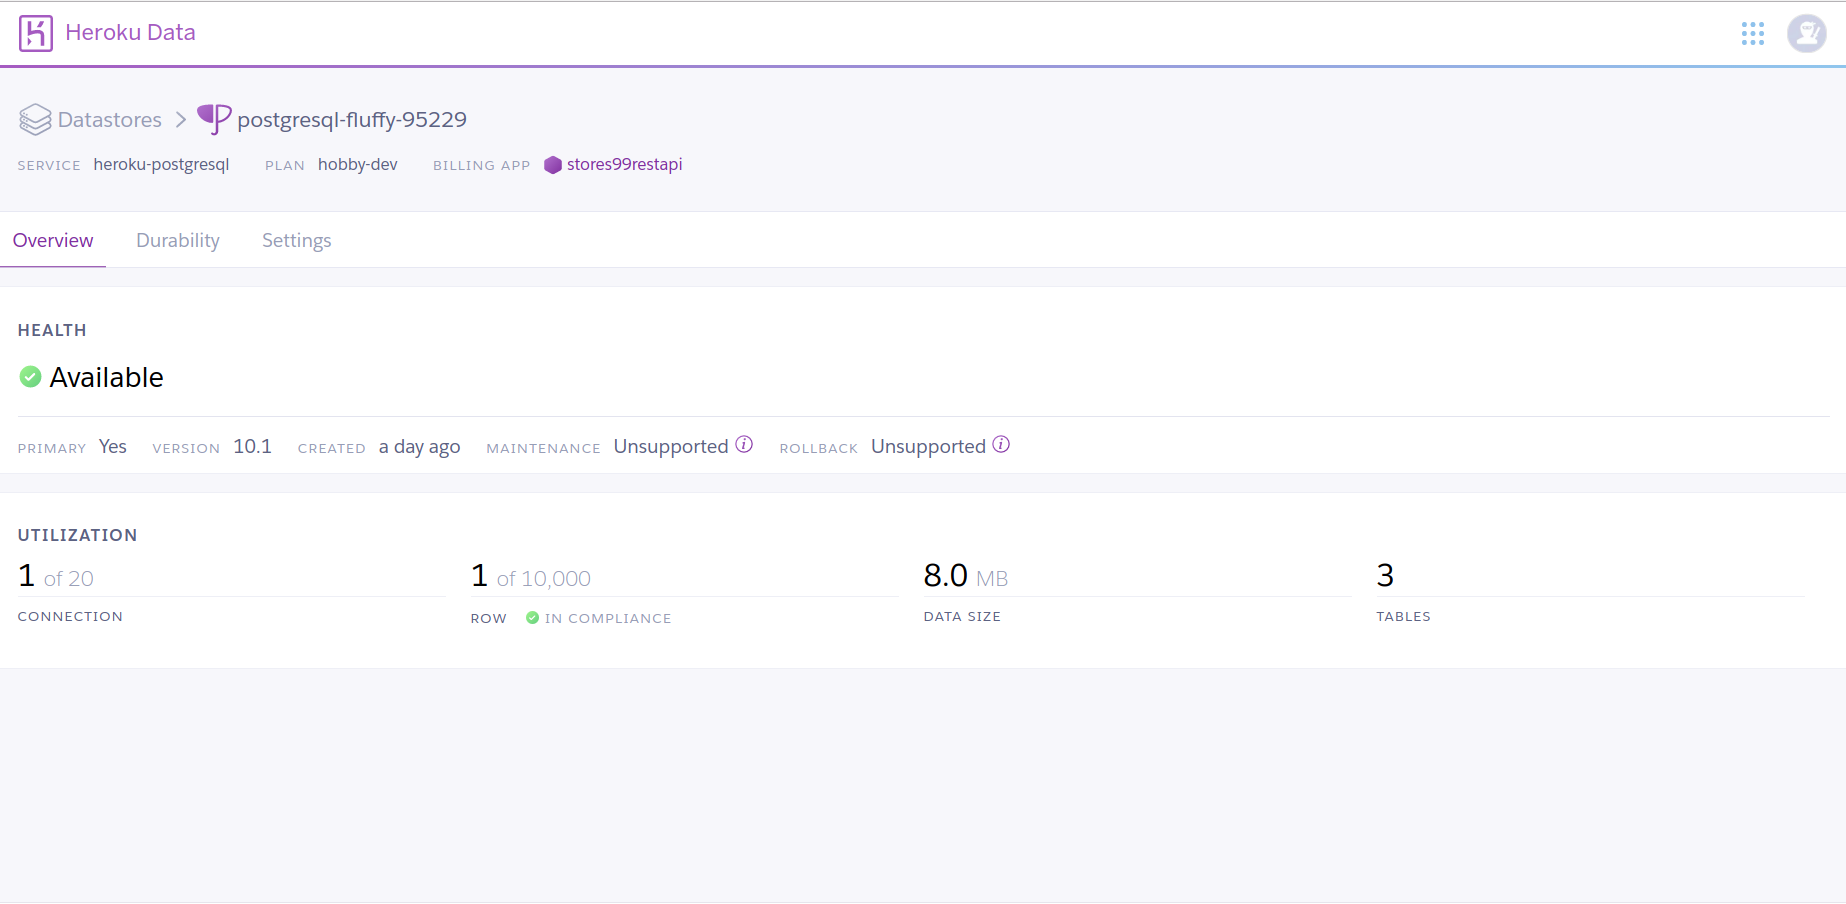 Heroku Data
Datastores postgresql-fluffy-95229
SERVICE heroku-postgresql PLAN hobby-dev BILLING APP stores99restapi
Overview Durability Settings
HEALTH
Available
PRIMARY Yes VERSION 10.1 CREATED a day ago MAINTENANCE Unsupported ROLLBACK Unsupported
UTILIZATION
1 of 20 1 of 10,000 8.0 MB 3
CONNECTION ROW IN COMPLIANCE DATA SIZE TABLES